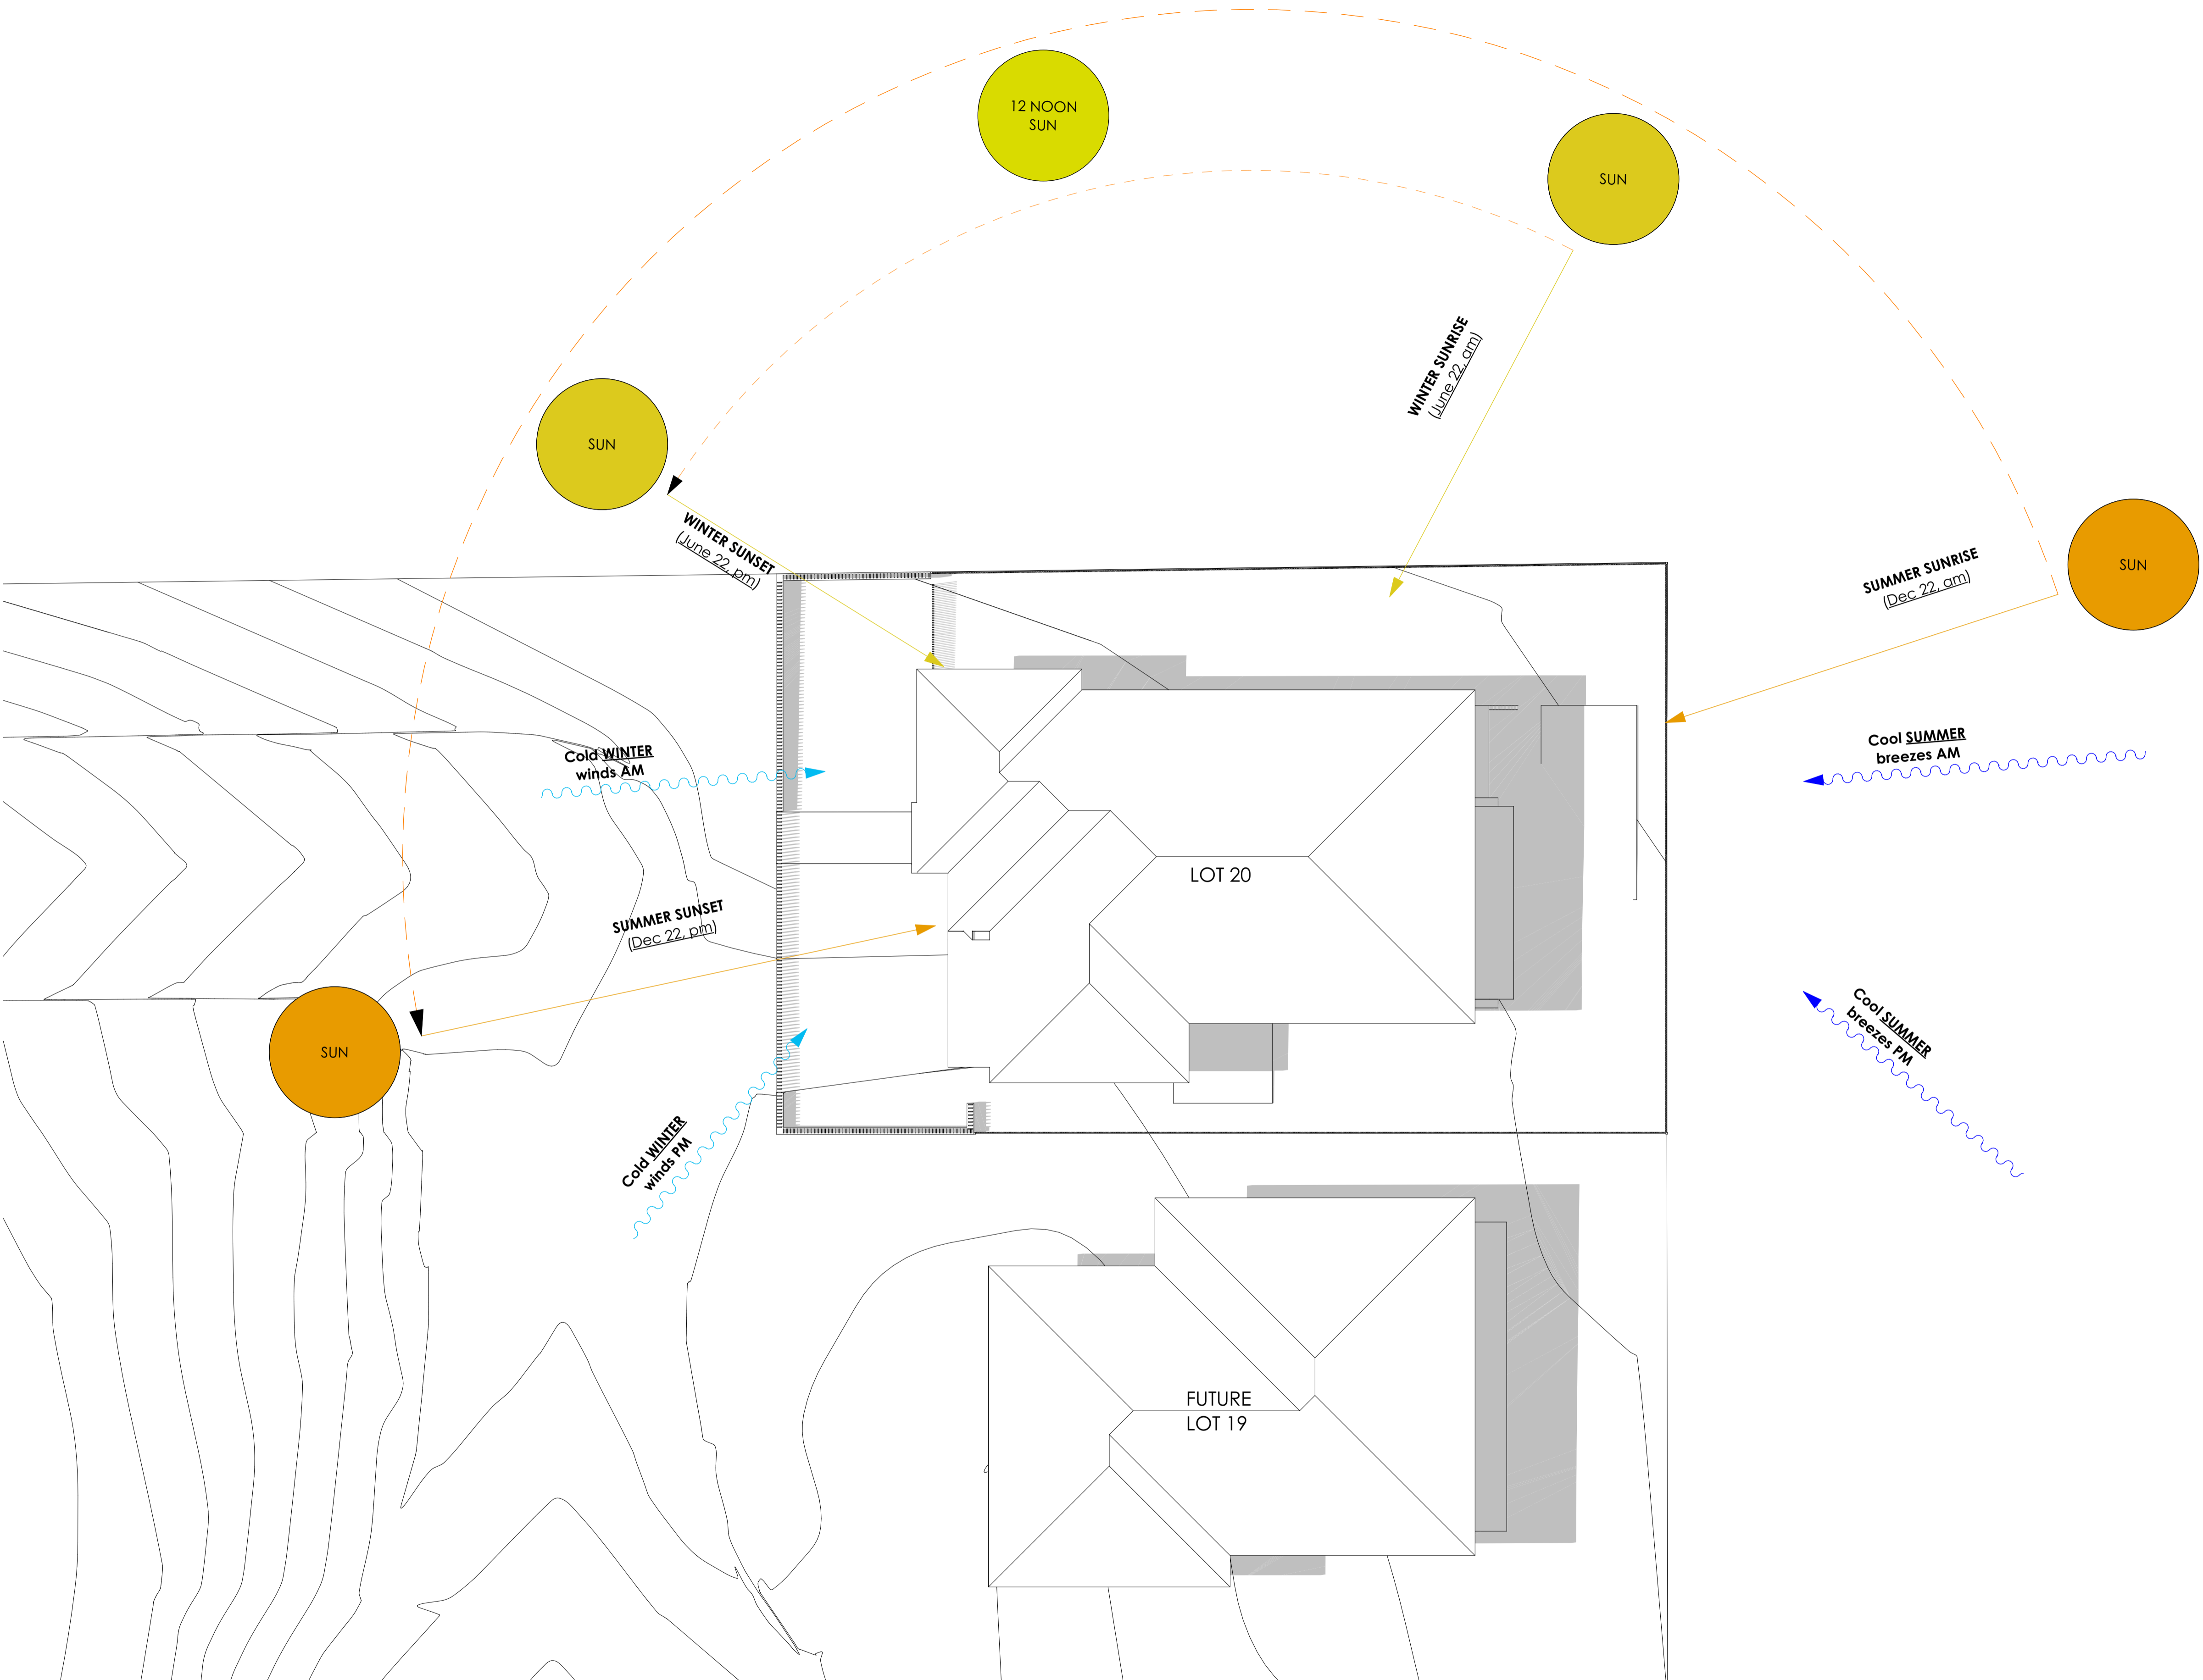 12 NOON
SUN
SUN
SUN
WINTER SUNRISE
(June 22, am)
WINTER SUNSET
(June 22, pm)
SUMMER SUNRISE
(Dec 22, am)
SUN
Cool SUMMER
breezes AM
Cold WINTER
winds AM
LOT 20
SUMMER SUNSET
(Dec 22, pm)
SUN
Cool SUMMER
breezes PM
Cold WINTER
winds PM
FUTURE
LOT 19